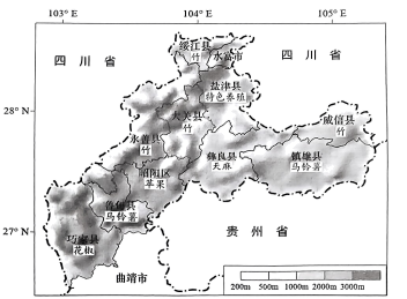 103° E
104° E
105° E
四 川 省
绥江县
竹
水富市
四 川 省
盐津县
特色养殖
28° N
大关县
竹
威信县
竹
永善县
竹
彝良县
天麻
镇雄县
马铃薯
昭阳区
苹果
鲁甸县
马铃薯
27° N
巧家县
花椒
贵 州 省
曲靖市
200m 500m 1000m 2000m 3000m